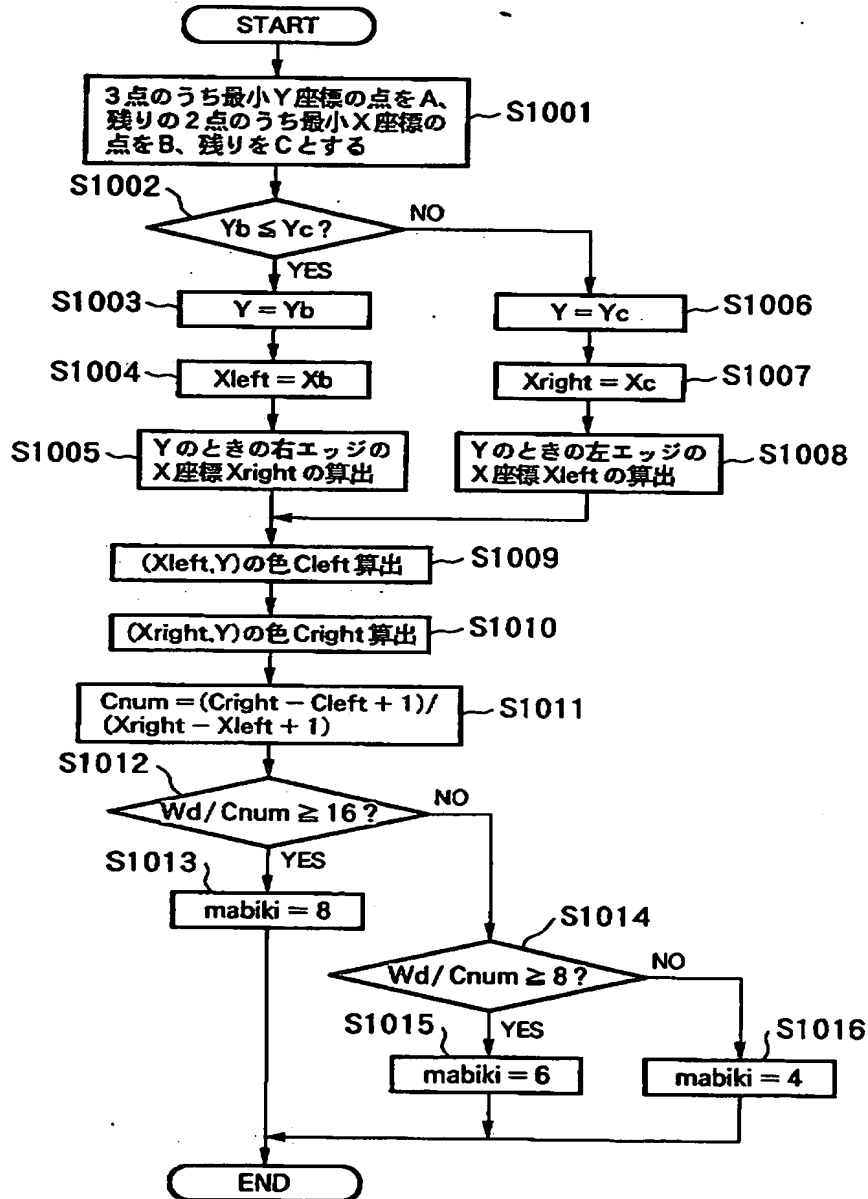 START
3点のうち最小Y座標の点をA、
残りの2点のうち最小X座標の
点をB、残りをCとする
S1001
S1002
Yb ≦ Yc ?
NO
YES
S1003
Y = Yb
Y = Yc
S1006
S1004
Xleft = Xb
Xright = Xc
S1007
S1005
Yのときの右エッジの
X座標Xrightの算出
Yのときの左エッジの
X座標Xleftの算出
S1008
(Xleft,Y)の色Cleft算出
S1009
(Xright,Y)の色Cright算出
S1010
Cnum = (Cright − Cleft + 1)/
(Xright − Xleft + 1)
S1011
S1012
Wd/Cnum ≧ 16 ?
NO
YES
S1013
mabiki = 8
S1014
Wd/Cnum ≧ 8 ?
NO
YES
S1015
mabiki = 6
S1016
mabiki = 4
END